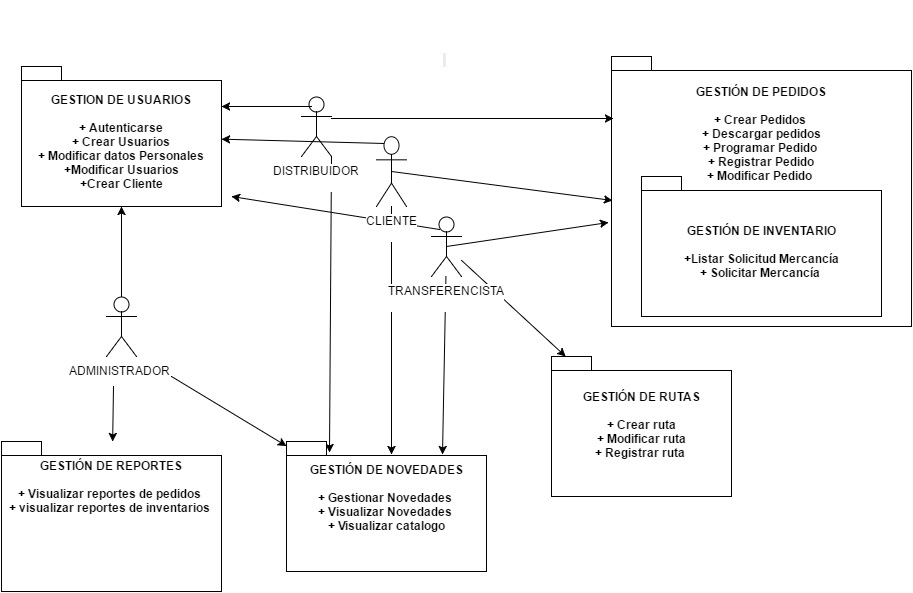 GESTION DE USUARIOS
+ Autenticarse
+ Crear Usuarios
+ Modificar datos Personales
+Modificar Usuarios
+Crear Cliente
DISTRIBUIDOR
CLIENTE
TRANSFERENCISTA
ADMINISTRADOR
GESTIÓN DE PEDIDOS
+ Crear Pedidos
+ Descargar pedidos
+ Programar Pedido
+ Registrar Pedido
+ Modificar Pedido
GESTIÓN DE INVENTARIO
+Listar Solicitud Mercancía
+ Solicitar Mercancía
GESTIÓN DE RUTAS
+ Crear ruta
+ Modificar ruta
+ Registrar ruta
GESTIÓN DE REPORTES
+ Visualizar reportes de pedidos
+ visualizar reportes de inventarios
GESTIÓN DE NOVEDADES
+ Gestionar Novedades
+ Visualizar Novedades
+ Visualizar catalogo